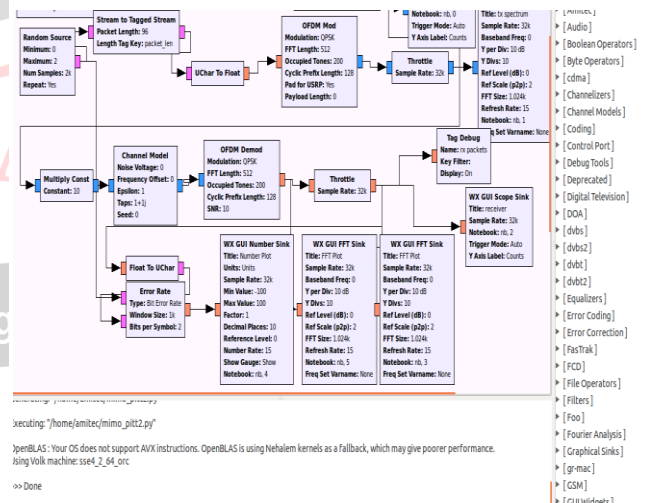 Stream to Tagged Stream
Packet Length: 96
Length Tag Key: packet_len
Random Source
Minimum: 0
Maximum: 2
Num Samples: 2k
Repeat: Yes
UChar To Float
OFDM Mod
Modulation: QPSK
FFT Length: 512
Occupied Tones: 200
Cyclic Prefix Length: 128
Pad for USRP: Yes
Payload Length: 0
Throttle
Sample Rate: 32k
Notebook: nb, 0
Trigger Mode: Auto
Y Axis Label: Counts
Title: tx spectrum
Sample Rate: 32k
Baseband Freq: 0
Y per Div: 10 dB
Y Divs: 10
Ref Level (dB): 0
Ref Scale (p2p): 2
FFT Size: 1.024k
Refresh Rate: 15
Notebook: nb, 1
Set Varname: None
Multiply Const
Constant: 10
Channel Model
Noise Voltage: 0
Frequency Offset: 0
Epsilon: 1
Taps: 1+1j
Seed: 0
OFDM Demod
Modulation: QPSK
FFT Length: 512
Occupied Tones: 200
Cyclic Prefix Length: 128
SNR: 10
Throttle
Sample Rate: 32k
Tag Debug
Name: rx packets
Key Filter:
Display: On
WX GUI Scope Sink
Title: receiver
Sample Rate: 32k
Notebook: nb, 2
Trigger Mode: Auto
Y Axis Label: Counts
Float To UChar
Error Rate
Type: Bit Error Rate
Window Size: 1k
Bits per Symbol: 2
WX GUI Number Sink
Title: Number Plot
Units: Units
Sample Rate: 32k
Min Value: -100
Max Value: 100
Factor: 1
Decimal Places: 10
Reference Level: 0
Number Rate: 15
Show Gauge: Show
Notebook: nb, 4
WX GUI FFT Sink
Title: FFT Plot
Sample Rate: 32k
Baseband Freq: 0
Y per Div: 10 dB
Y Divs: 10
Ref Level (dB): 0
Ref Scale (p2p): 2
FFT Size: 1.024k
Refresh Rate: 15
Notebook: nb, 5
Freq Set Varname: None
WX GUI FFT Sink
Title: FFT Plot
Sample Rate: 32k
Baseband Freq: 0
Y per Div: 10 dB
Y Divs: 10
Ref Level (dB): 0
Ref Scale (p2p): 2
FFT Size: 1.024k
Refresh Rate: 15
Notebook: nb, 3
Freq Set Varname: None
Executing: "/home/amitec/mimo_pitt2.py"
OpenBLAS : Your OS does not support AVX instructions. OpenBLAS is using Nehalem kernels as a fallback, which may give poorer performance.
Using Volk machine: sse4_2_64_orc
>>> Done
[Audio]
[Boolean Operators]
[Byte Operators]
[cdma]
[Channelizers]
[Channel Models]
[Coding]
[Control Port]
[Debug Tools]
[Deprecated]
[Digital Television]
[DOA]
[dvbs]
[dvbs2]
[dvbt]
[dvbt2]
[Equalizers]
[Error Coding]
[Error Correction]
[FasTrak]
[FCD]
[File Operators]
[Filters]
[Foo]
[Fourier Analysis]
[Graphical Sinks]
[gr-mac]
[GSM]
[GUI Widgets]